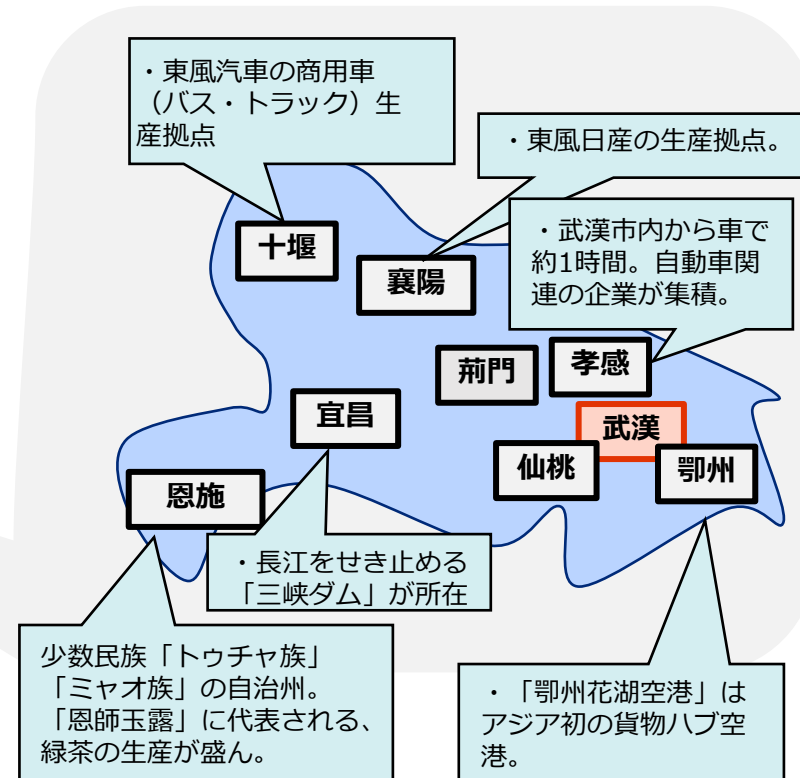 ・東風汽車の商用車
（バス・トラック）生
産拠点
・東風日産の生産拠点。
・武漢市内から車で
約1時間。自動車関
連の企業が集積。
十堰
襄陽
荊門
孝感
宜昌
武漢
仙桃
鄂州
恩施
・長江をせき止める
「三峡ダム」が所在
少数民族「トゥチャ族」
「ミャオ族」の自治州。
「恩師玉露」に代表される、
緑茶の生産が盛ん。
・「鄂州花湖空港」は
アジア初の貨物ハブ空
港。